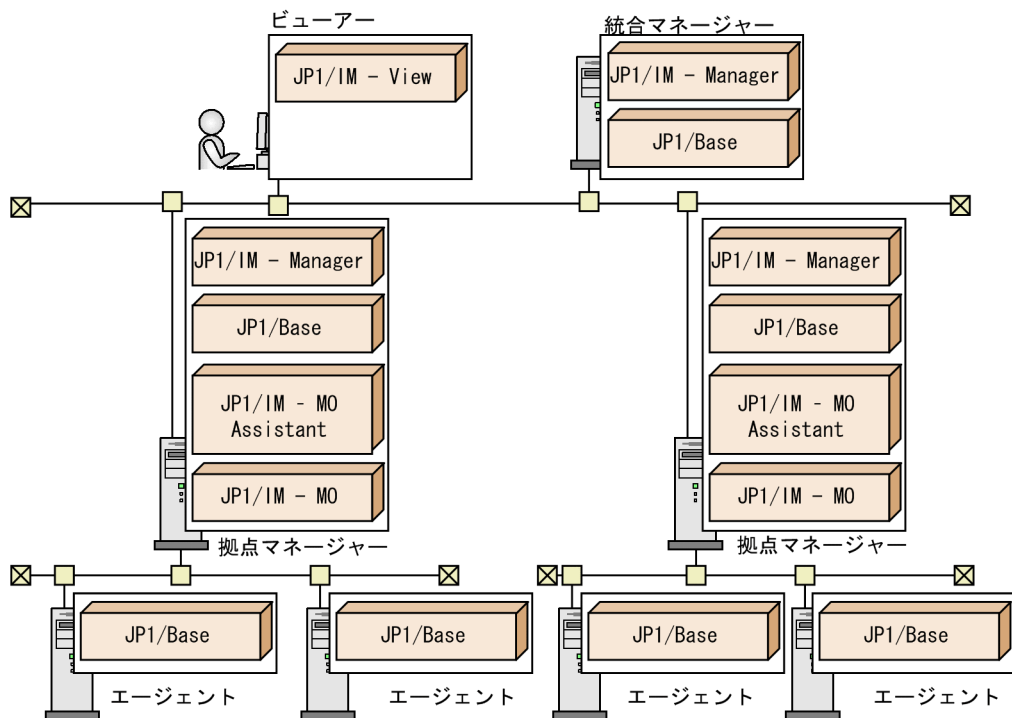 ビューアー
JP1/IM - View
統合マネージャー
JP1/IM - Manager
JP1/Base
JP1/IM - Manager
JP1/Base
JP1/IM - MO
Assistant
JP1/IM - MO
拠点マネージャー
JP1/IM - Manager
JP1/Base
JP1/IM - MO
Assistant
JP1/IM - MO
拠点マネージャー
JP1/Base
エージェント
JP1/Base
エージェント
JP1/Base
エージェント
JP1/Base
エージェント